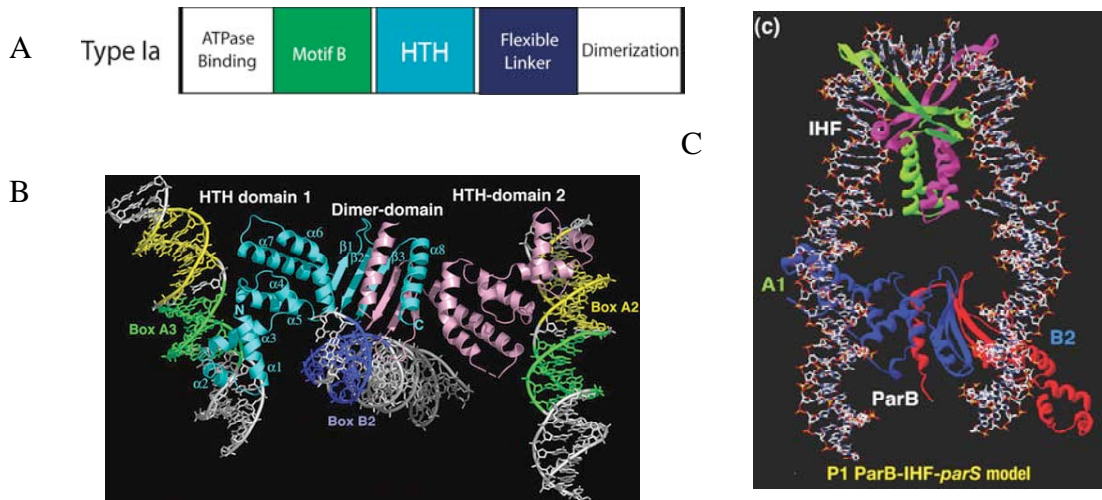 A
Type Ia
ATPase
Binding
Motif B
HTH
Flexible
Linker
Dimerization
B
HTH domain 1
Dimer-domain
HTH-domain 2
α7
α6
β1
β2
β3
α8
α4
N
α5
α3
C
α2
α1
Box A3
Box A2
Box B2
C
(c)
IHF
A1
B2
ParB
P1 ParB-IHF-parS model